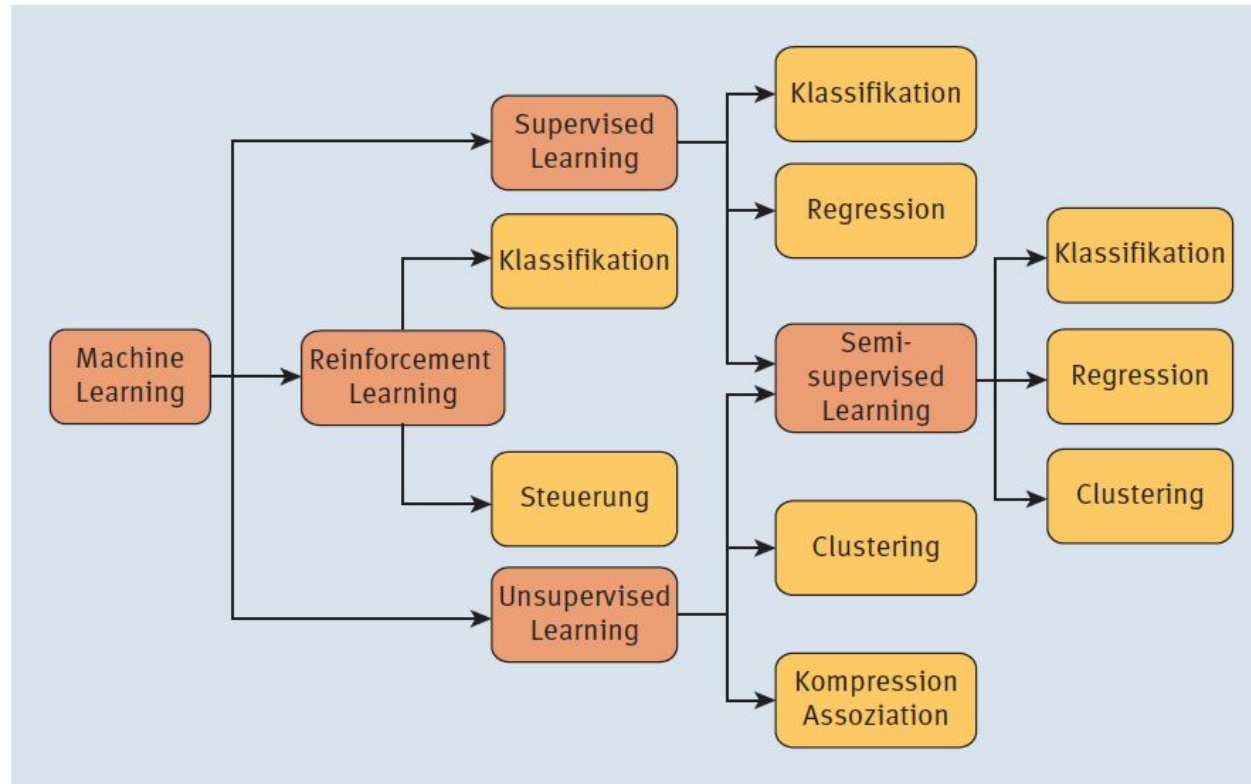 Machine
Learning
Supervised
Learning
Klassifikation
Reinforcement
Learning
Steuerung
Unsupervised
Learning
Klassifikation
Regression
Semi-
supervised
Learning
Clustering
Kompression
Assoziation
Klassifikation
Regression
Clustering